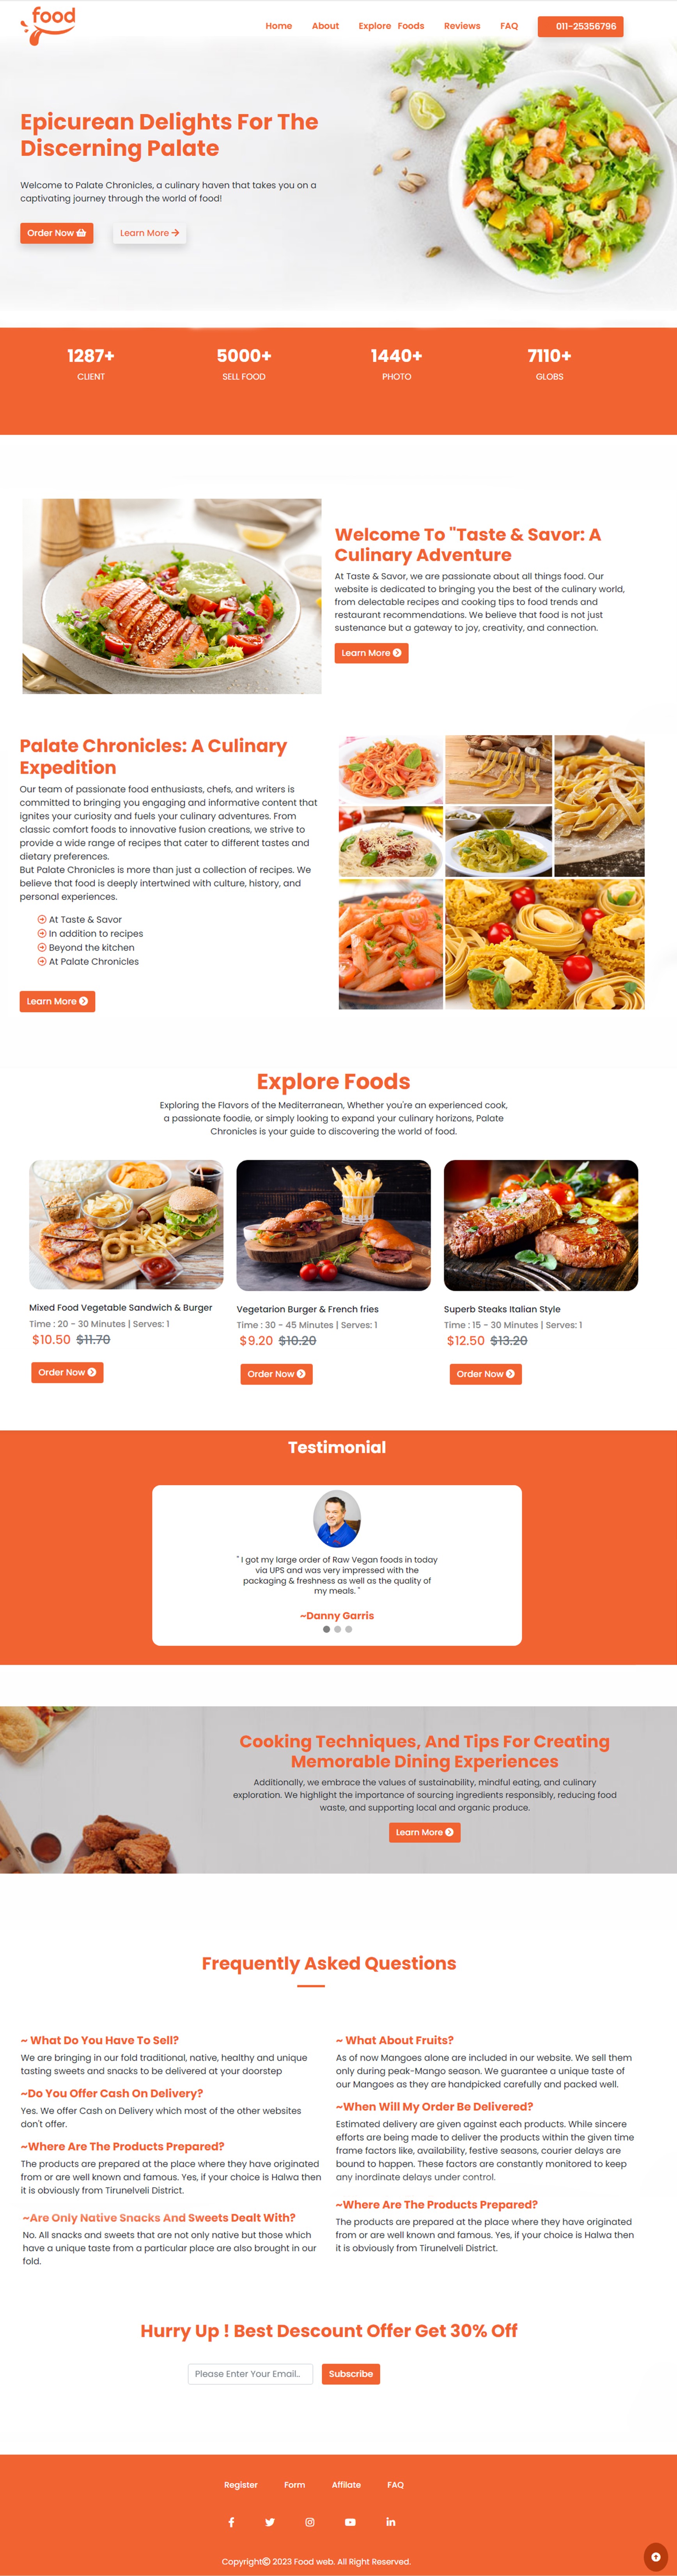 food
Home About Explore Foods Reviews FAQ 011-25356796
Epicurean Delights For The
Discerning Palate
Welcome to Palate Chronicles, a culinary haven that takes you on a
captivating journey through the world of food!
Order Now Learn More
1287+ 5000+ 1440+ 7110+
CLIENT SELL FOOD PHOTO GLOBS
Welcome To "Taste & Savor: A
Culinary Adventure
At Taste & Savor, we are passionate about all things food. Our
website is dedicated to bringing you the best of the culinary world,
from delectable recipes and cooking tips to food trends and
restaurant recommendations. We believe that food is not just
sustenance but a gateway to joy, creativity, and connection.
Learn More
Palate Chronicles: A Culinary
Expedition
Our team of passionate food enthusiasts, chefs, and writers is
committed to bringing you engaging and informative content that
ignites your curiosity and fuels your culinary adventures. From
classic comfort foods to innovative fusion creations, we strive to
provide a wide range of recipes that cater to different tastes and
dietary preferences.
But Palate Chronicles is more than just a collection of recipes. We
believe that food is deeply intertwined with culture, history, and
personal experiences.
At Taste & Savor
In addition to recipes
Beyond the kitchen
At Palate Chronicles
Learn More
Explore Foods
Exploring the Flavors of the Mediterranean, Whether you're an experienced cook,
a passionate foodie, or simply looking to expand your culinary horizons, Palate
Chronicles is your guide to discovering the world of food.
Mixed Food Vegetable Sandwich & Burger
Time : 20 - 30 Minutes | Serves: 1
$10.50 $11.70
Order Now
Vegetarion Burger & French fries
Time : 30 - 45 Minutes | Serves: 1
$9.20 $10.20
Order Now
Superb Steaks Italian Style
Time : 15 - 30 Minutes | Serves: 1
$12.50 $13.20
Order Now
Testimonial
" I got my large order of Raw Vegan foods in today
via UPS and was very impressed with the
packaging & freshness as well as the quality of
my meals. "
~Danny Garris
Cooking Techniques, And Tips For Creating
Memorable Dining Experiences
Additionally, we embrace the values of sustainability, mindful eating, and culinary
exploration. We highlight the importance of sourcing ingredients responsibly, reducing food
waste, and supporting local and organic produce.
Learn More
Frequently Asked Questions
~ What Do You Have To Sell?
We are bringing in our fold traditional, native, healthy and unique
tasting sweets and snacks to be delivered at your doorstep
~Do You Offer Cash On Delivery?
Yes. We offer Cash on Delivery which most of the other websites
don't offer.
~Where Are The Products Prepared?
The products are prepared at the place where they have originated
from or are well known and famous. Yes, if your choice is Halwa then
it is obviously from Tirunelveli District.
~Are Only Native Snacks And Sweets Dealt With?
No. All snacks and sweets that are not only native but those which
have a unique taste from a particular place are also brought in our
fold.
~ What About Fruits?
As of now Mangoes alone are included in our website. We sell them
only during peak-Mango season. We guarantee a unique taste of
our Mangoes as they are handpicked carefully and packed well.
~When Will My Order Be Delivered?
Estimated delivery are given against each products. While sincere
efforts are being made to deliver the products within the given time
frame factors like, availability, festive seasons, courier delays are
bound to happen. These factors are constantly monitored to keep
any inordinate delays under control.
~Where Are The Products Prepared?
The products are prepared at the place where they have originated
from or are well known and famous. Yes, if your choice is Halwa then
it is obviously from Tirunelveli District.
Hurry Up ! Best Descount Offer Get 30% Off
Please Enter Your Email.. Subscribe
Register Form Affilate FAQ
Copyright© 2023 Food web. All Right Reserved.